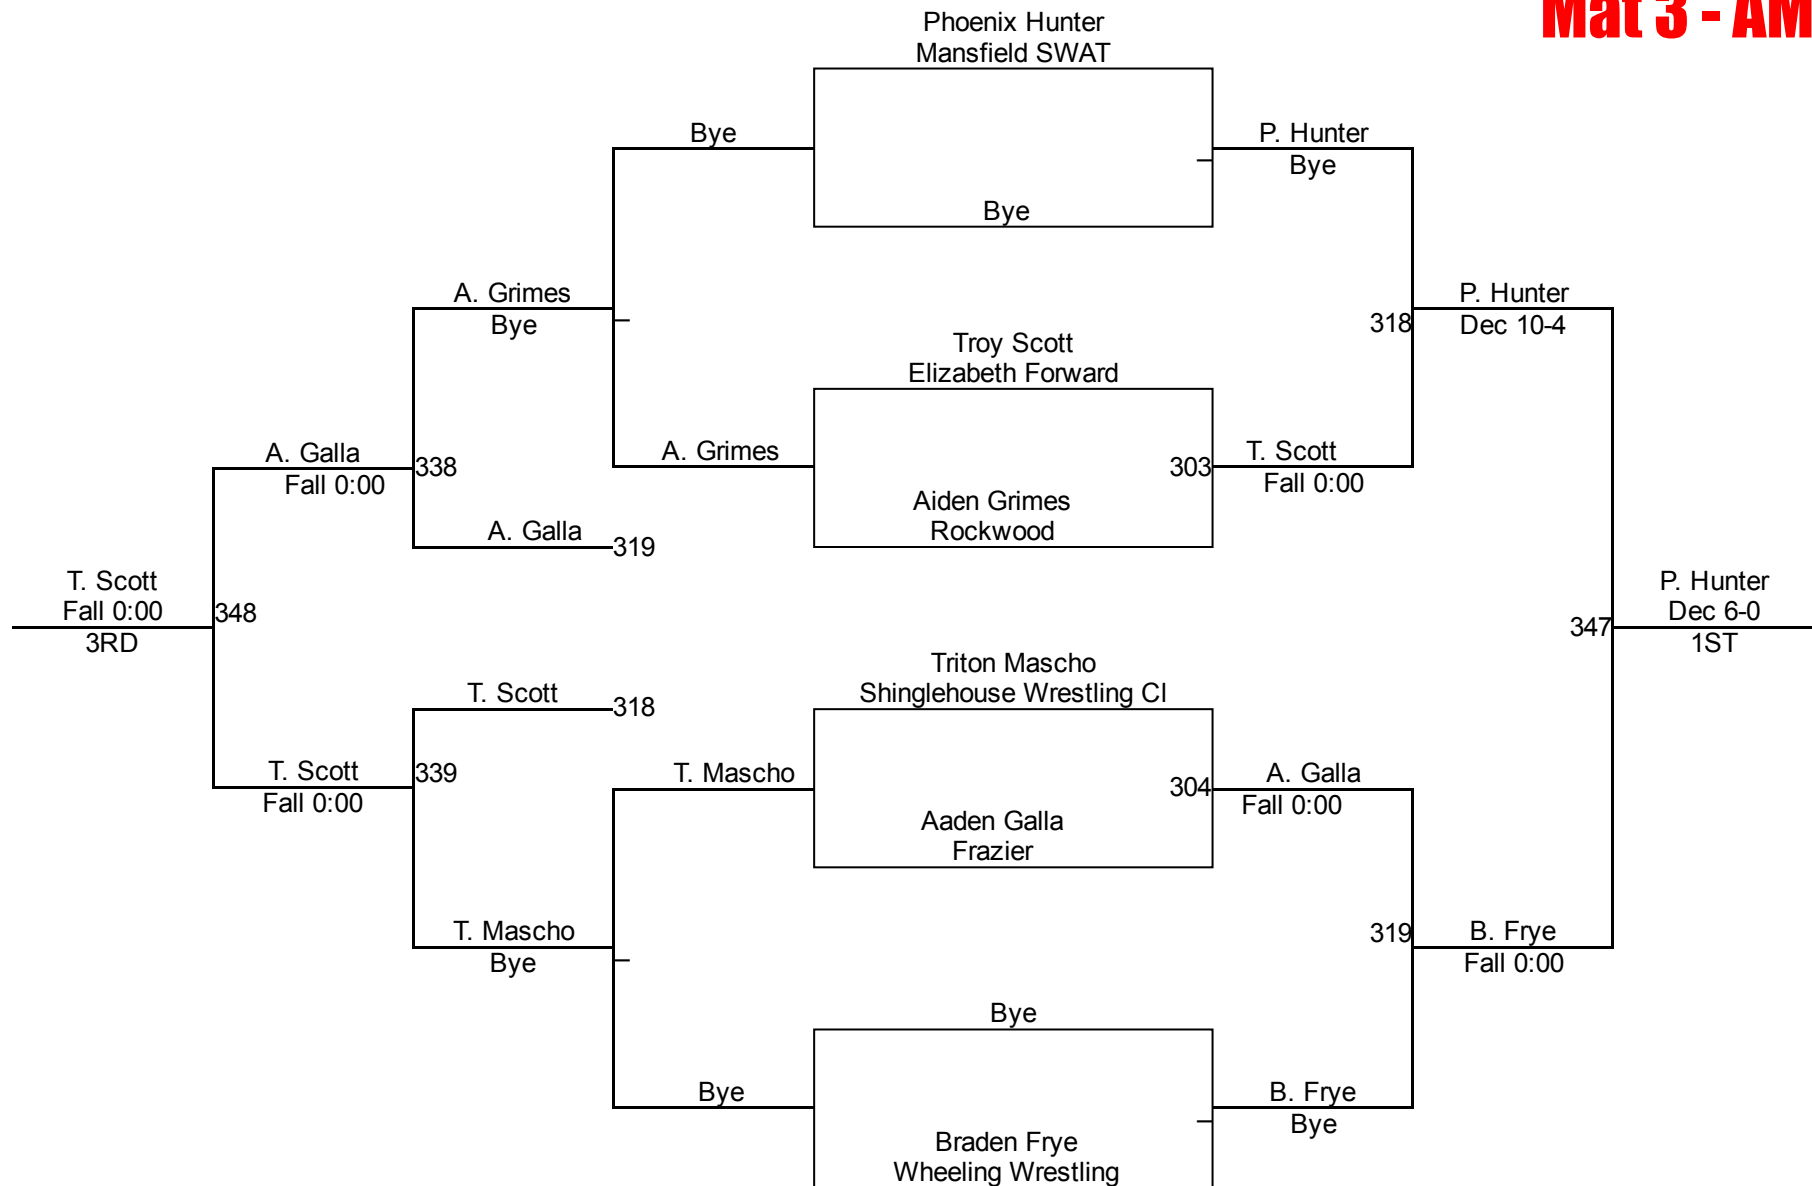 Mat 3 - AM
Phoenix Hunter
Mansfield SWAT
Bye
P. Hunter
Bye
Bye
A. Grimes
Bye
P. Hunter
318
Dec 10-4
Troy Scott
Elizabeth Forward
A. Galla
338
Fall 0:00
A. Grimes
303
T. Scott
Fall 0:00
Aiden Grimes
Rockwood
A. Galla
319
T. Scott
Fall 0:00
348
3RD
P. Hunter
Dec 6-0
347
1ST
Triton Mascho
Shinglehouse Wrestling Cl
T. Scott
318
T. Scott
339
Fall 0:00
T. Mascho
304
A. Galla
Fall 0:00
Aaden Galla
Frazier
T. Mascho
Bye
319
B. Frye
Fall 0:00
Bye
Bye
B. Frye
Bye
Braden Frye
Wheeling Wrestling